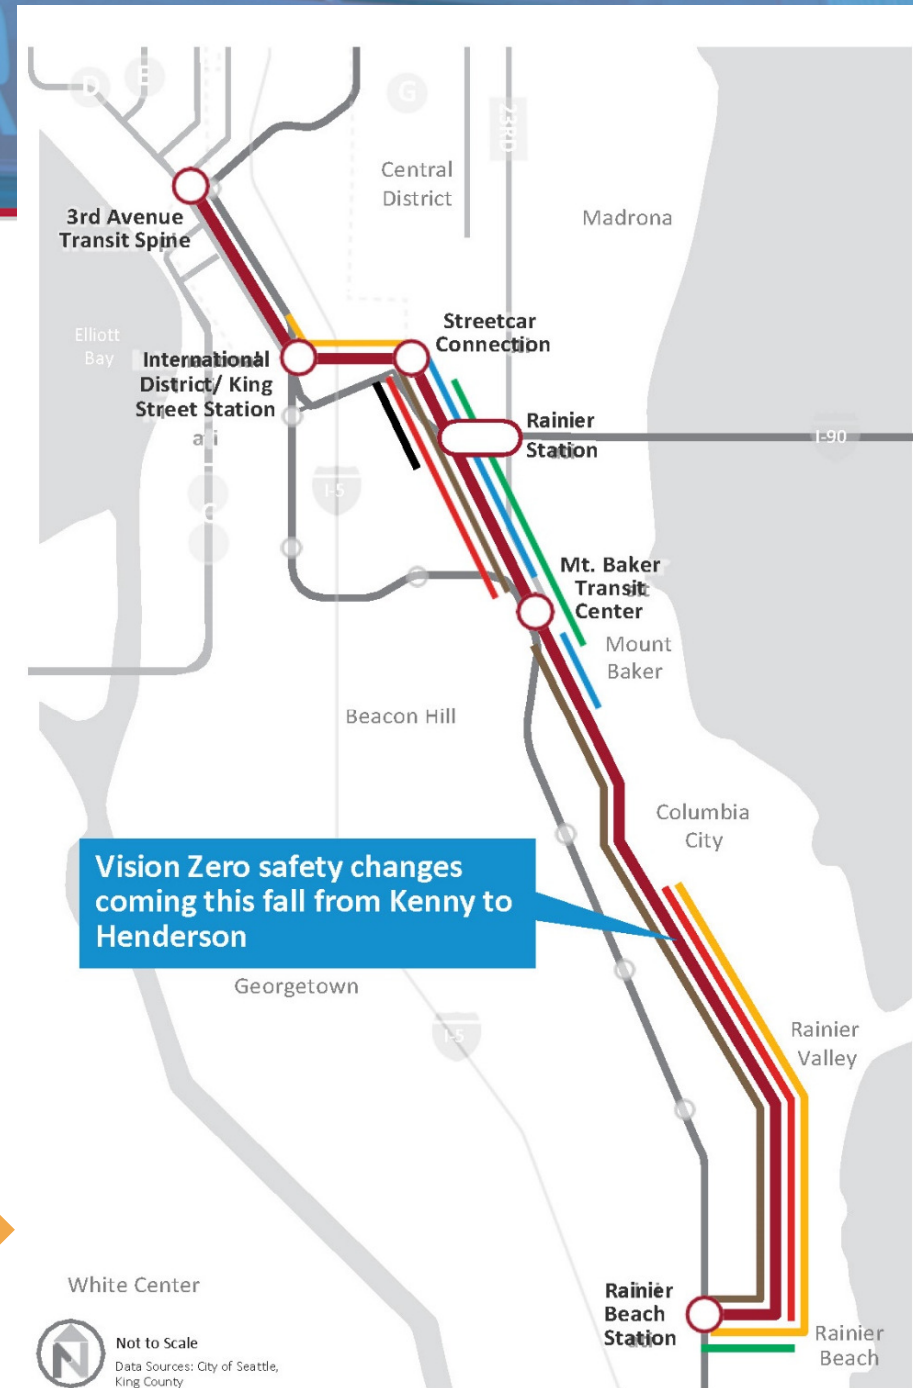 D
E
G
23RD
Central
District
Madrona
3rd Avenue
Transit Spine
Elliott
Bay
Streetcar
Connection
International
District/ King
Street Station
Rainier
Station
I-90
I-5
C
Mt. Baker
Transit
Center
Mount
Baker
Beacon Hill
Columbia
City
Vision Zero safety changes
coming this fall from Kenny to
Henderson
Georgetown
I-5
Rainier
Valley
White Center
Rainier
Beach
Station
Rainier
Beach
N
Not to Scale
Data Sources: City of Seattle,
King County